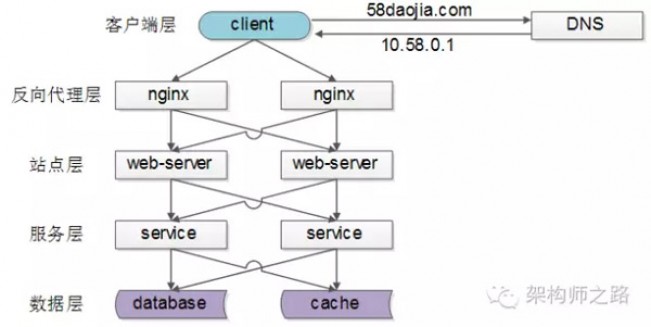 58daojia.com
客户端层 client DNS
10.58.0.1
反向代理层 nginx nginx
站点层 web-server web-server
服务层 service service
数据层 database cache
架构师之路